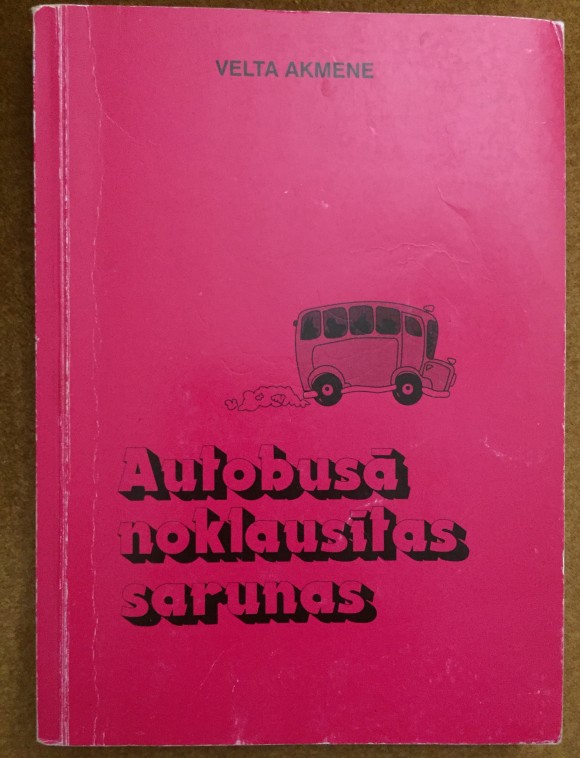 VELTA AKMENE
Autobusā
noklausītas
sarunas